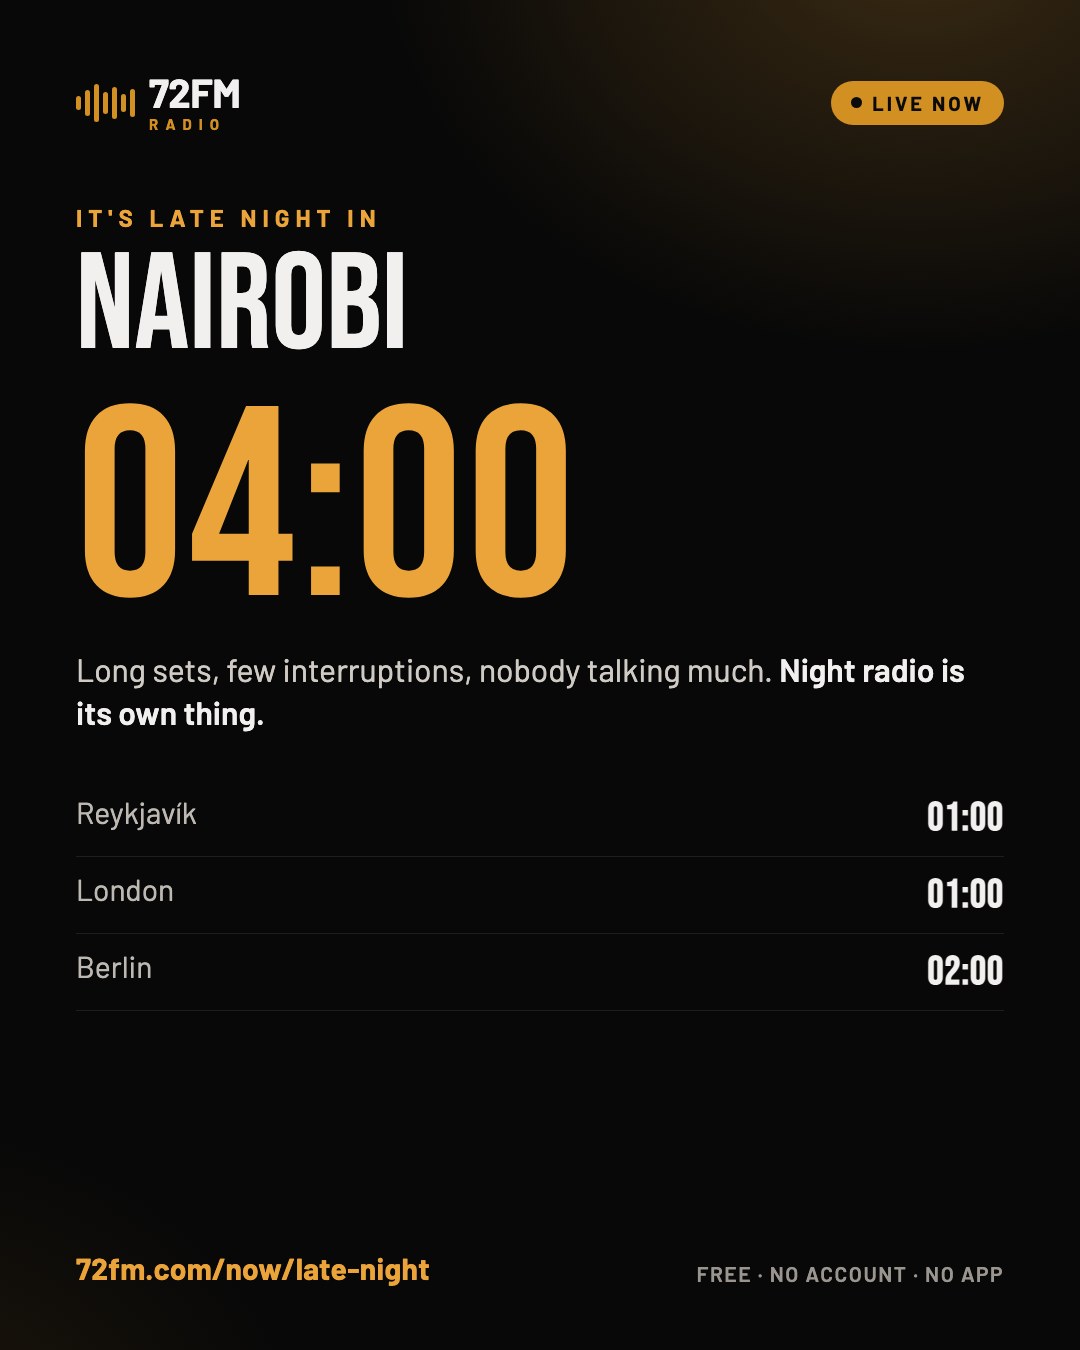 72FM
RADIO
LIVE NOW
IT'S LATE NIGHT IN
NAIROBI
04:00
Long sets, few interruptions, nobody talking much. Night radio is
its own thing.
Reykjavík 01:00
London 01:00
Berlin 02:00
72fm.com/now/late-night
FREE · NO ACCOUNT · NO APP